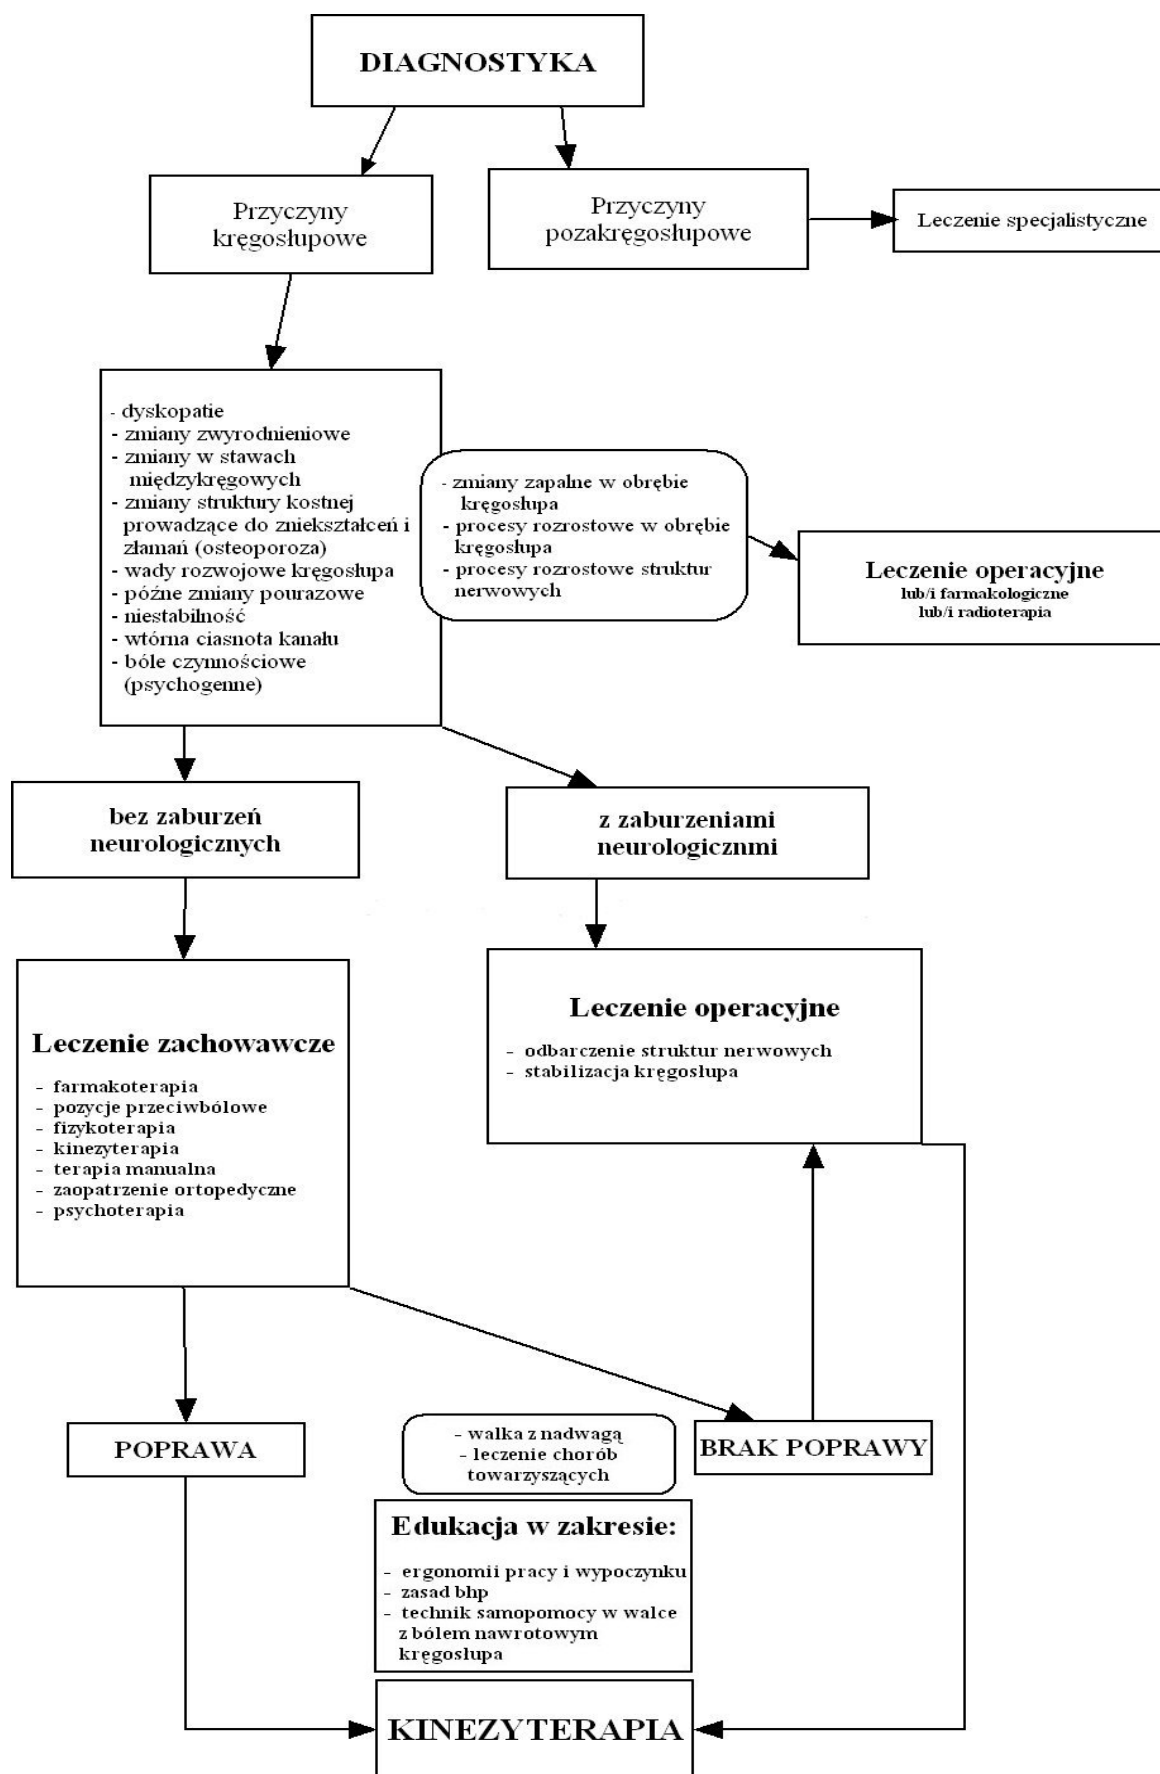 DIAGNOSTYKA
Przyczyny
kręgosłupowe
Przyczyny
pozakręgosłupowe
Leczenie specjalistyczne
- dyskopatie
- zmiany zwyrodnieniowe
- zmiany w stawach
międzykręgowych
- zmiany struktury kostnej
prowadzące do zniekształceń i
złamań (osteoporoza)
- wady rozwojowe kręgosłupa
- późne zmiany pourazowe
- niestabilność
- wtórna ciasnota kanału
- bóle czynnościowe
(psychogenne)
- zmiany zapalne w obrębie
kręgosłupa
- procesy rozrostowe w obrębie
kręgosłupa
- procesy rozrostowe struktur
nerwowych
Leczenie operacyjne
lub/i farmakologiczne
lub/i radioterapia
bez zaburzeń
neurologicznych
z zaburzeniami
neurologicznmi
Leczenie zachowawcze
- farmakoterapia
- pozycje przeciwbólowe
- fizykoterapia
- kinezyterapia
- terapia manualna
- zaopatrzenie ortopedyczne
- psychoterapia
Leczenie operacyjne
- odbarczenie struktur nerwowych
- stabilizacja kręgosłupa
POPRAWA
- walka z nadwagą
- leczenie chorób
towarzyszących
BRAK POPRAWY
Edukacja w zakresie:
- ergonomii pracy i wypoczynku
- zasad bhp
- technik samopomocy w walce
z bólem nawrotowym
kręgosłupa
KINEZYTERAPIA